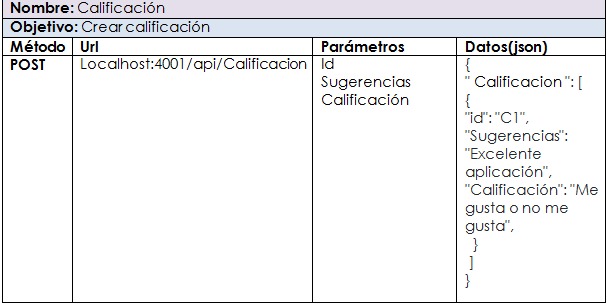 Nombre: Calificación
Objetivo: Crear calificación
Método Url Parámetros Datos(json)
POST Localhost:4001/api/Calificacion Id {
Sugerencias " Calificacion ": [
Calificación {
"id": "C1",
"Sugerencias":
"Excelente
aplicación",
"Calificación": "Me
gusta o no me
gusta",
}
]
}